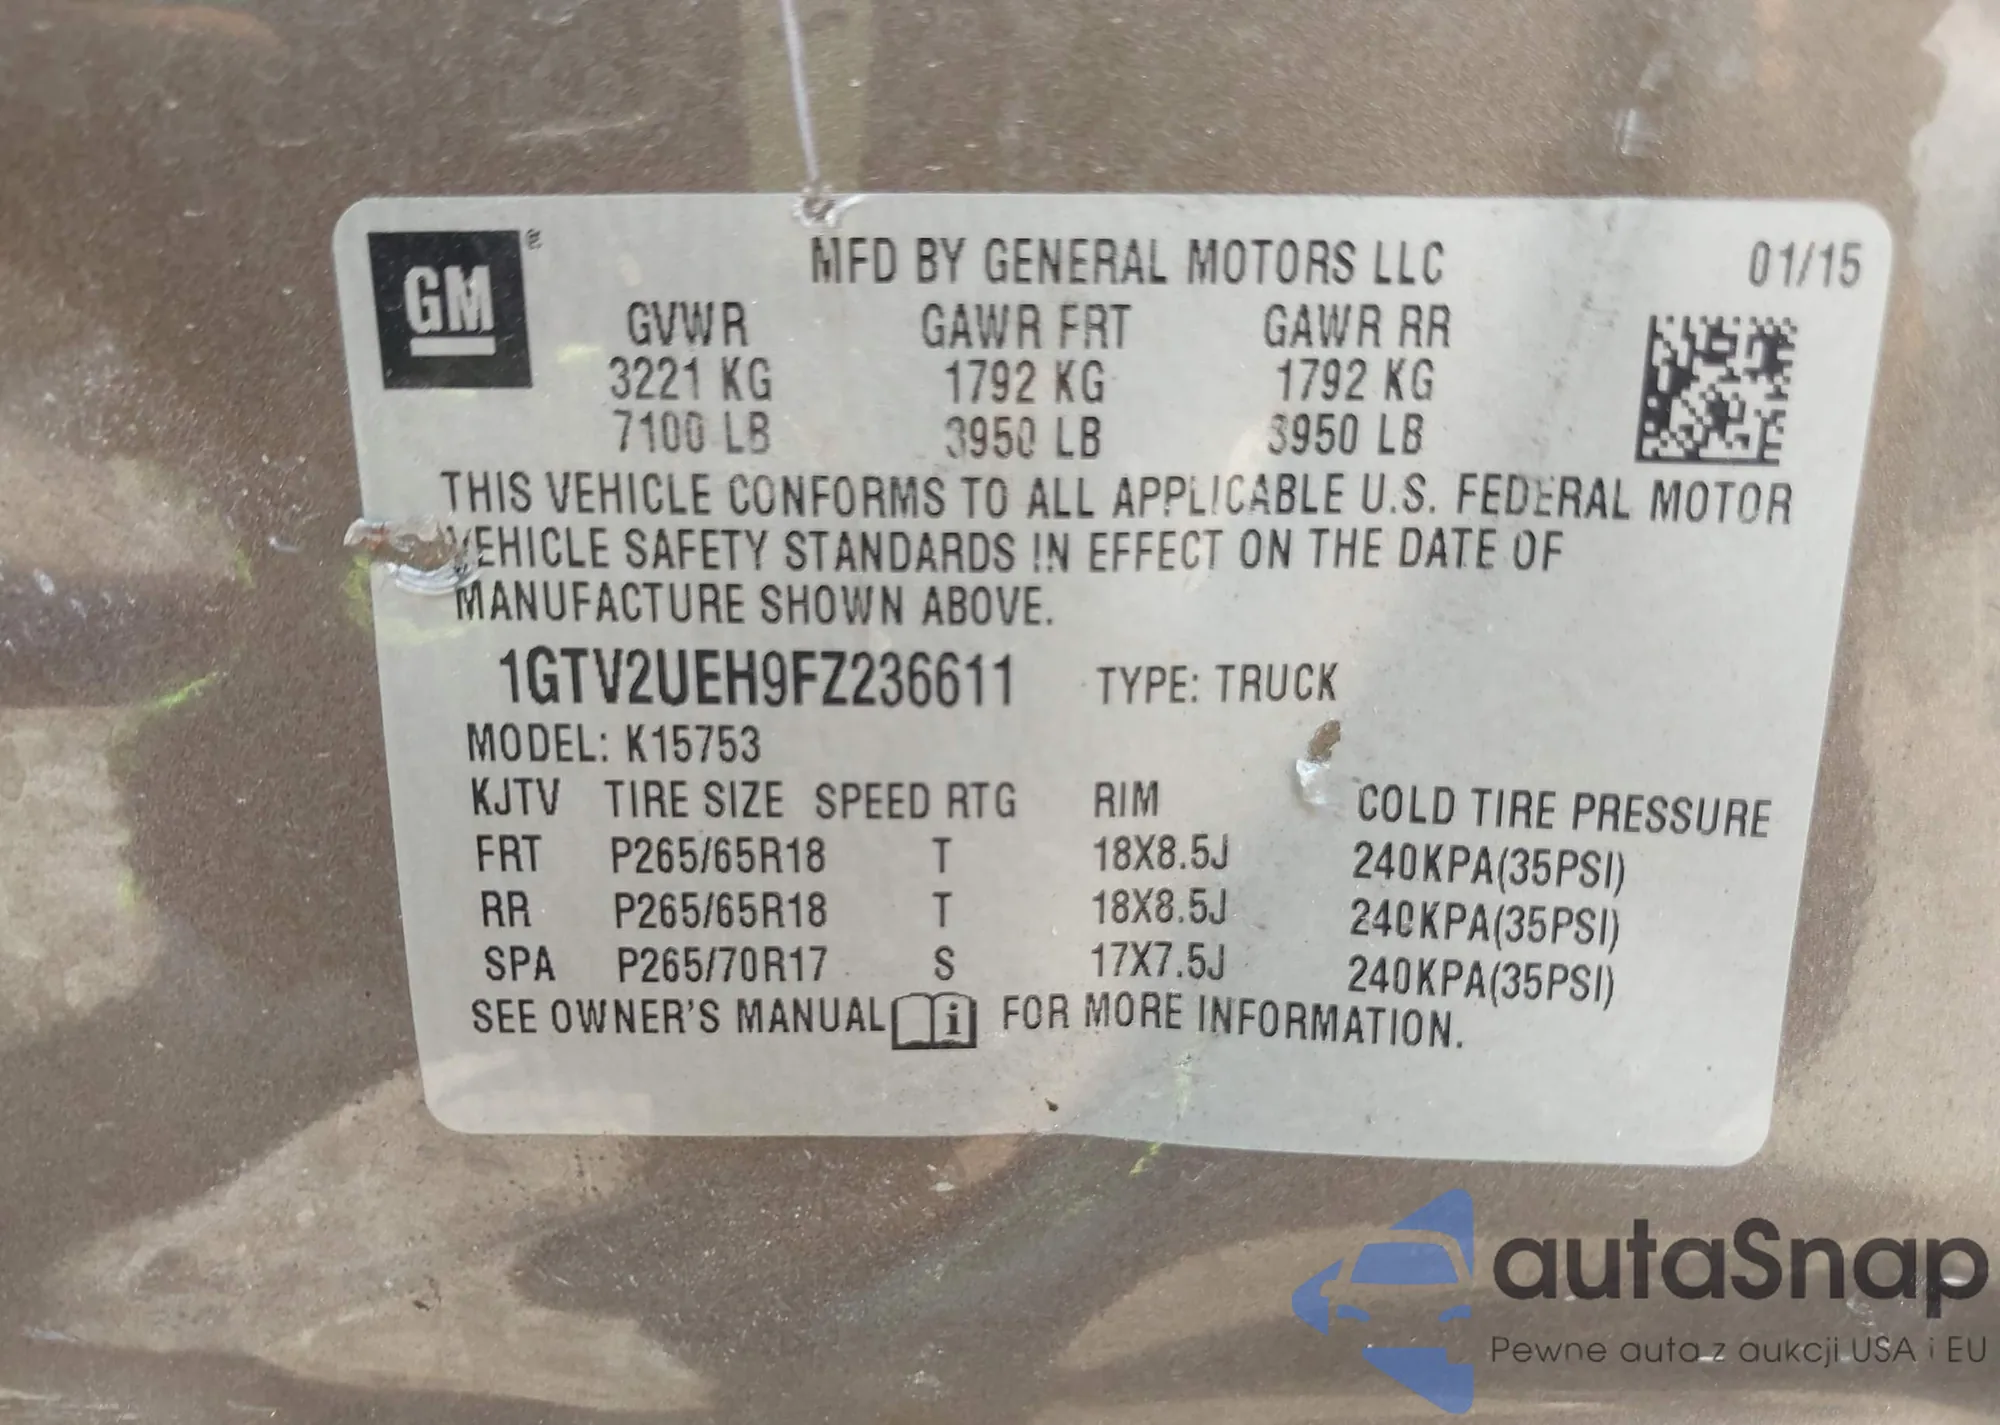 GM ®
MFD BY GENERAL MOTORS LLC 01/15
GVWR GAWR FRT GAWR RR
3221 KG 1792 KG 1792 KG
7100 LB 3950 LB 3950 LB
THIS VEHICLE CONFORMS TO ALL APPLICABLE U.S. FEDERAL MOTOR
VEHICLE SAFETY STANDARDS IN EFFECT ON THE DATE OF
MANUFACTURE SHOWN ABOVE.
1GTV2UEH9FZ236611 TYPE: TRUCK
MODEL: K15753
KJTV TIRE SIZE SPEED RTG RIM COLD TIRE PRESSURE
FRT P265/65R18 T 18X8.5J 240KPA(35PSI)
RR P265/65R18 T 18X8.5J 240KPA(35PSI)
SPA P265/70R17 S 17X7.5J 240KPA(35PSI)
SEE OWNER'S MANUAL i FOR MORE INFORMATION.
autaSnap
Pewne auta z aukcji USA i EU